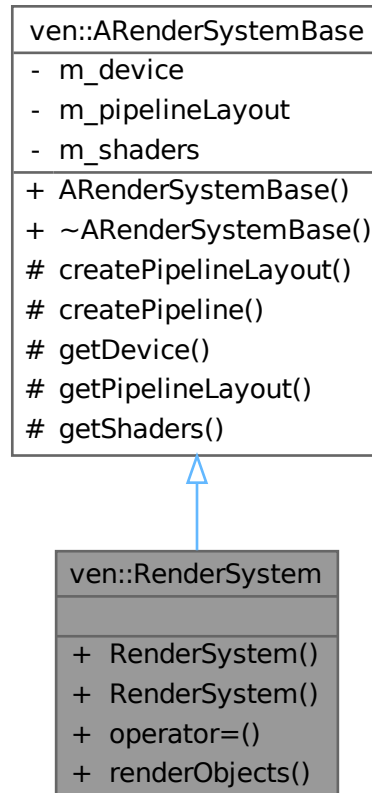 ven::ARenderSystemBase
- m_device
- m_pipelineLayout
- m_shaders
+ ARenderSystemBase()
+ ~ARenderSystemBase()
# createPipelineLayout()
# createPipeline()
# getDevice()
# getPipelineLayout()
# getShaders()
ven::RenderSystem
+ RenderSystem()
+ RenderSystem()
+ operator=()
+ renderObjects()